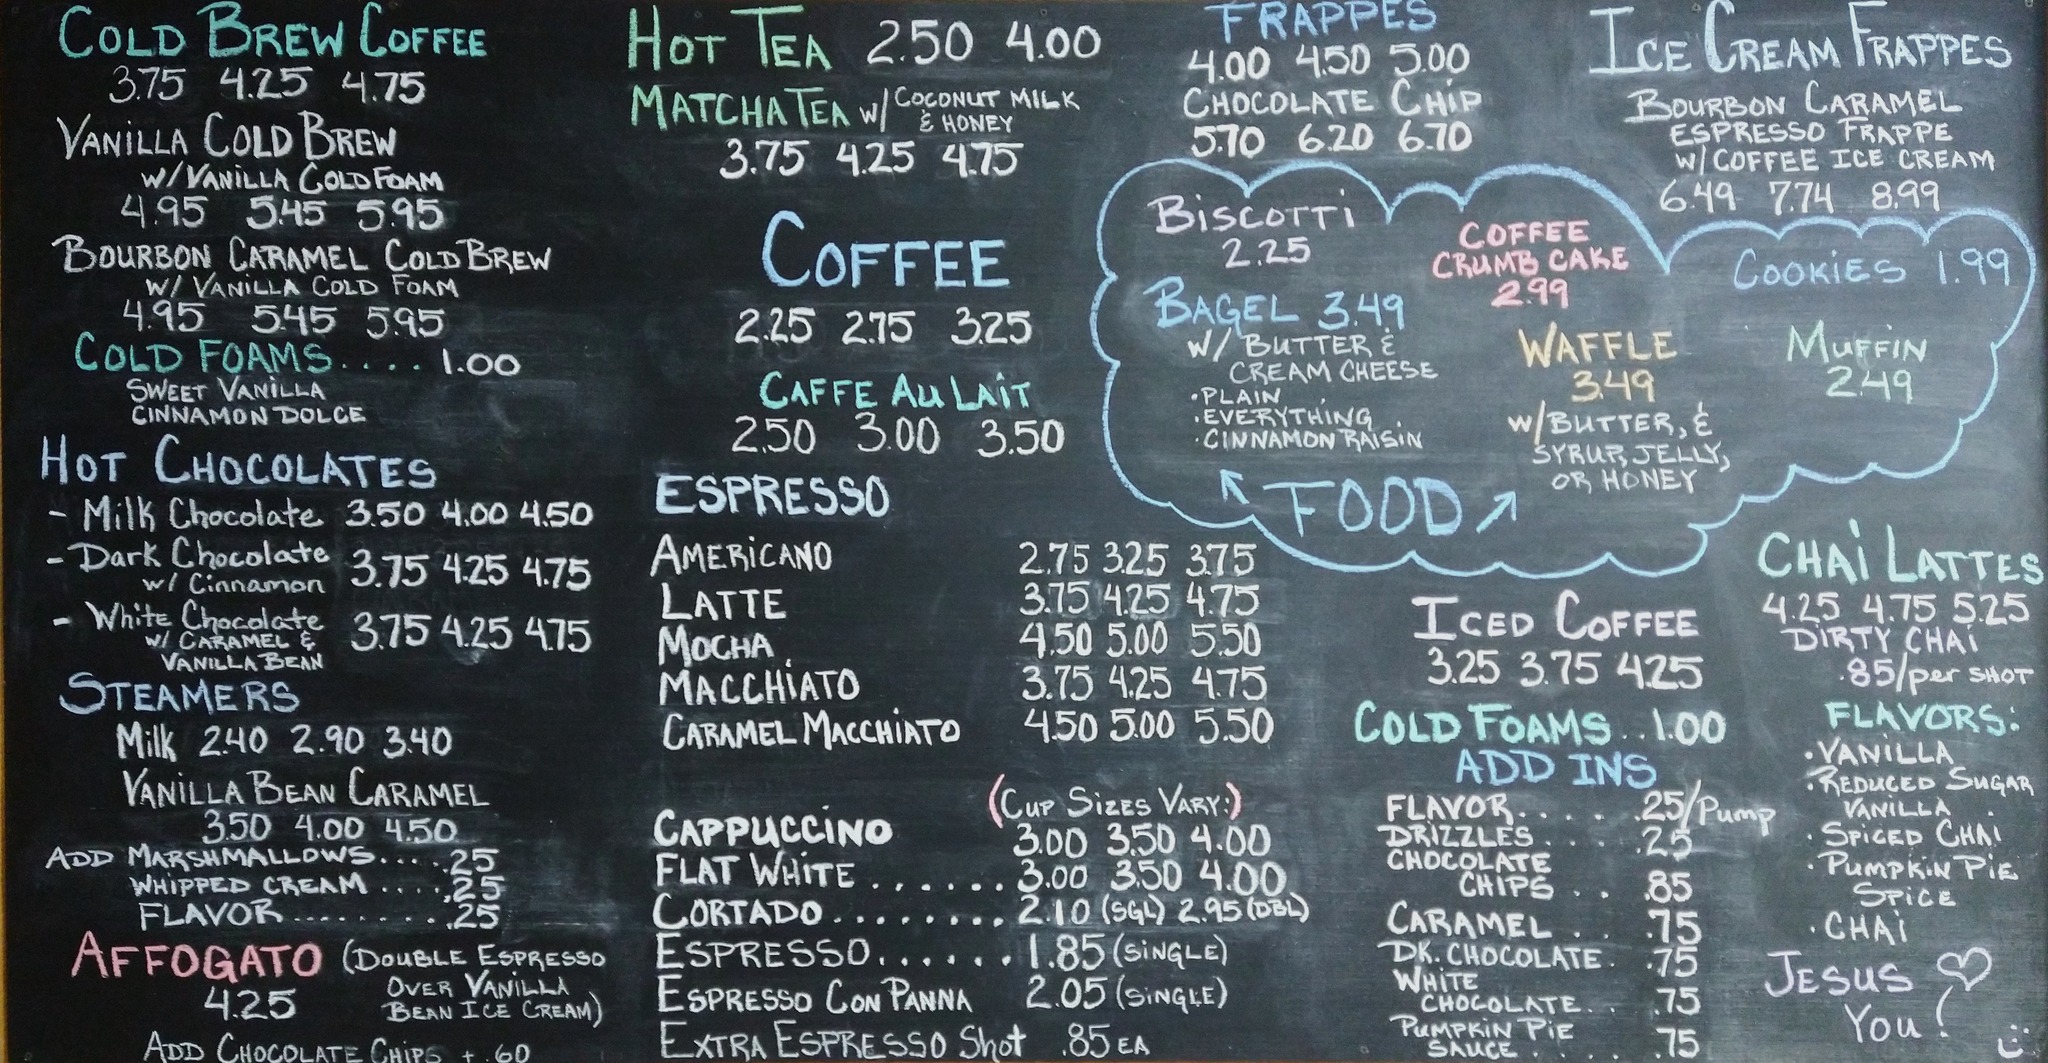 COLD BREW COFFEE
3.75 4.25 4.75
VANILLA COLD BREW
W/VANILLA COLD FOAM
4.95 5.45 5.95
BOURBON CARAMEL COLD BREW
W/ VANILLA COLD FOAM
4.95 5.45 5.95
COLD FOAMS.... 1.00
SWEET VANILLA
CINNAMON DOLCE
HOT CHOCOLATES
- Milk Chocolate 3.50 4.00 4.50
- Dark Chocolate 3.75 4.25 4.75
w/ Cinnamon
- White Chocolate 3.75 4.25 4.75
W/ CARAMEL &
VANILLA BEAN
STEAMERS
Milk 2.40 2.90 3.40
VANILLA BEAN CARAMEL
3.50 4.00 4.50
ADD MARSHMALLOWS.... .25
WHIPPED CREAM .... .25
FLAVOR......... .25
AFFOGATO (DOUBLE ESPRESSO
4.25 OVER VANILLA
BEAN ICE CREAM)
ADD CHOCOLATE CHIPS + .60
HOT TEA 2.50 4.00
MATCHA TEA W/ COCONUT MILK
& HONEY
3.75 4.25 4.75
COFFEE
2.25 2.75 3.25
CAFFE AU LAIT
2.50 3.00 3.50
ESPRESSO
AMERICANO 2.75 3.25 3.75
LATTE 3.75 4.25 4.75
MOCHA 4.50 5.00 5.50
MACCHIATO 3.75 4.25 4.75
CARAMEL MACCHIATO 4.50 5.00 5.50
(CUP SIZES VARY:)
CAPPUCCINO 3.00 3.50 4.00
FLAT WHITE ....... 3.00 3.50 4.00
CORTADO ......... 2.10 (SGL) 2.95 (DBL)
ESPRESSO...... 1.85 (SINGLE)
ESPRESSO CON PANNA 2.05 (SINGLE)
EXTRA ESPRESSO Shot .85 EA
FRAPPES
4.00 4.50 5.00
CHOCOLATE CHIP
5.70 6.20 6.70
ICE CREAM FRAPPES
BOURBON CARAMEL
ESPRESSO FRAPPE
W/ COFFEE ICE CREAM
6.49 7.74 8.99
BISCOTTI
2.25
BAGEL 3.49
W/ BUTTER &
CREAM CHEESE
·PLAIN
·EVERYTHING
·CINNAMON RAISIN
COFFEE
CRUMB CAKE
2.99
WAFFLE
3.49
W/BUTTER, &
SYRUP, JELLY,
OR HONEY
COOKIES 1.99
MUFFIN
2.49
FOOD
ICED COFFEE
3.25 3.75 4.25
COLD FOAMS..1.00
ADD INS
FLAVOR.... .25/Pump
DRIZZLES.... .25
CHOCOLATE
CHIPS .. .85
CARAMEL .. .75
DK. CHOCOLATE. .75
WHITE
CHOCOLATE.. .75
PUMPKIN PIE
SAUCE..... .75
CHAI LATTES
4.25 4.75 5.25
DIRTY CHAI
.85/per SHOT
FLAVORS:
·VANILLA
·REDUCED SUGAR
VANILLA
·SPICED CHAI
·PUMPKIN PIE
SPICE
·CHAI
JESUS ♡
YOU!